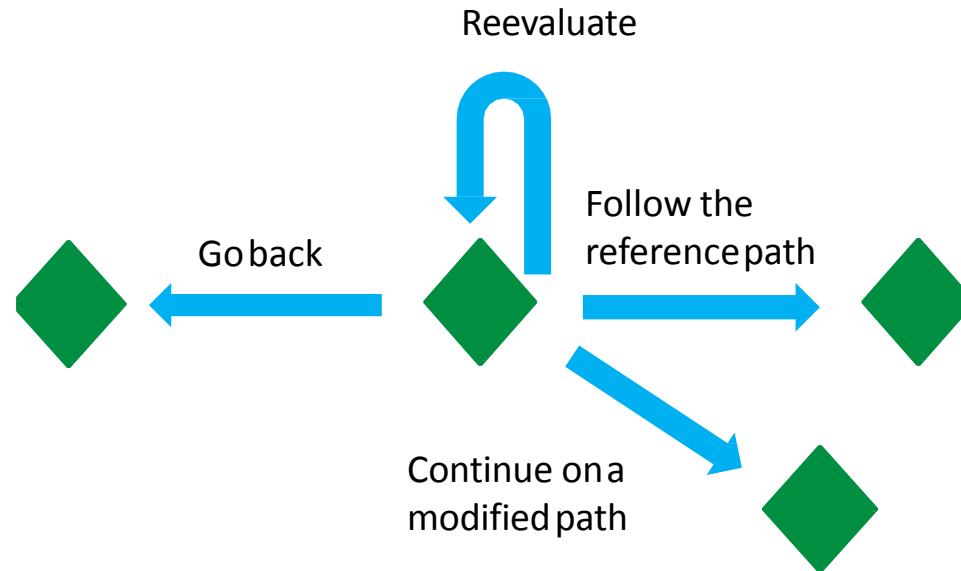 Reevaluate
Go back
Follow the
reference path
Continue on a
modified path